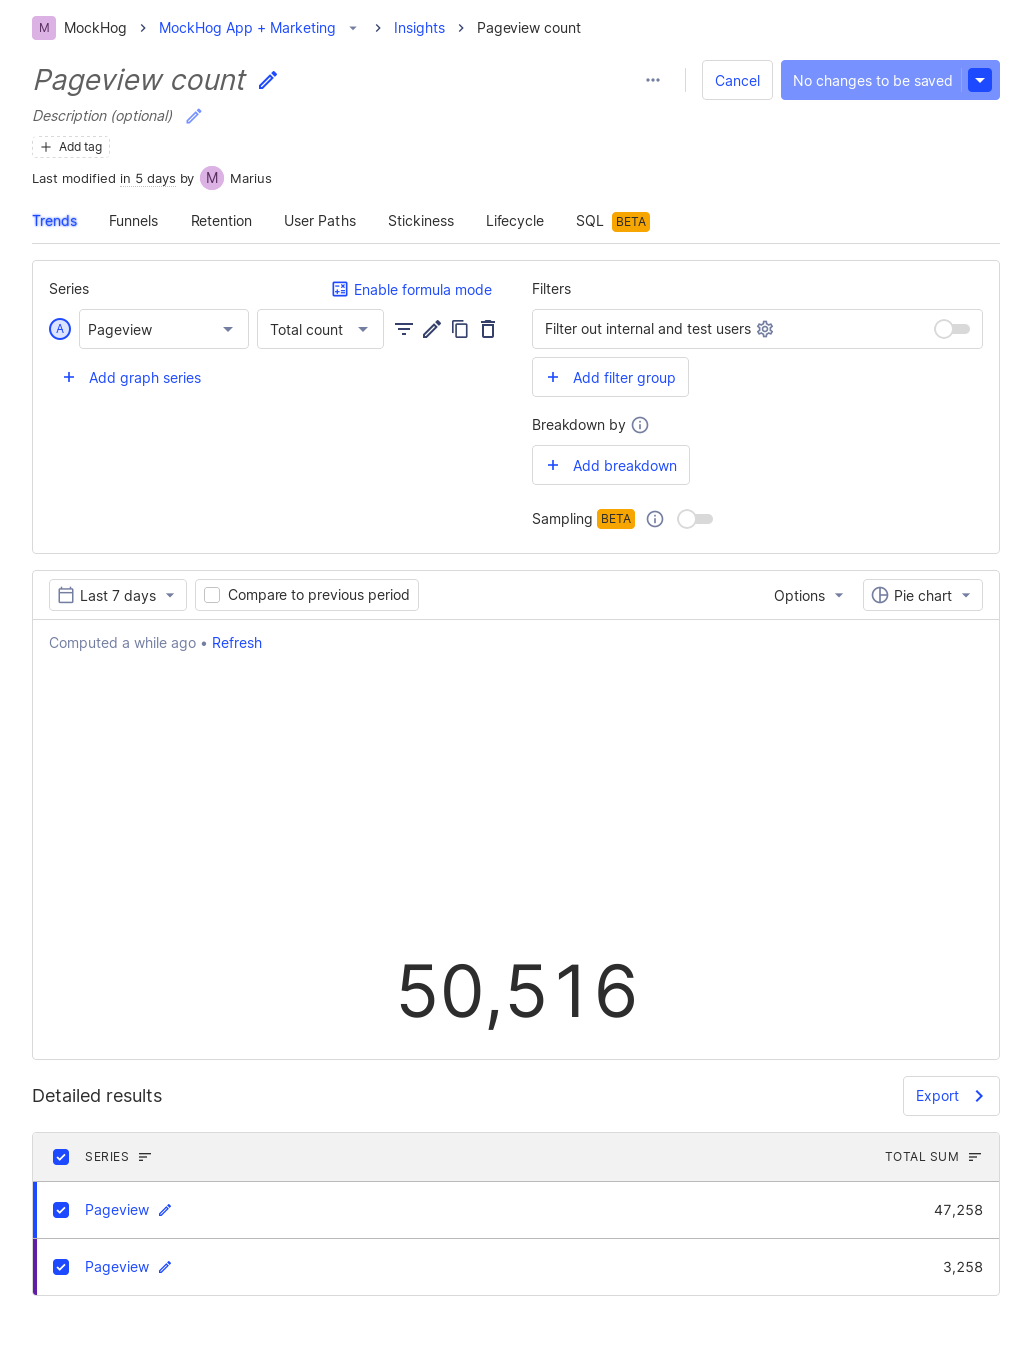 M MockHog > MockHog App + Marketing > Insights > Pageview count
Pageview count
Cancel
No changes to be saved
Description (optional)
+ Add tag
Last modified in 5 days by M Marius
Trends Funnels Retention User Paths Stickiness Lifecycle SQL BETA
Series
Enable formula mode
Filters
A Pageview Total count
Filter out internal and test users
+ Add graph series
+ Add filter group
Breakdown by
+ Add breakdown
Sampling BETA
Last 7 days
Compare to previous period
Options
Pie chart
Computed a while ago • Refresh
50,516
Detailed results
Export
SERIES TOTAL SUM
Pageview 47,258
Pageview 3,258